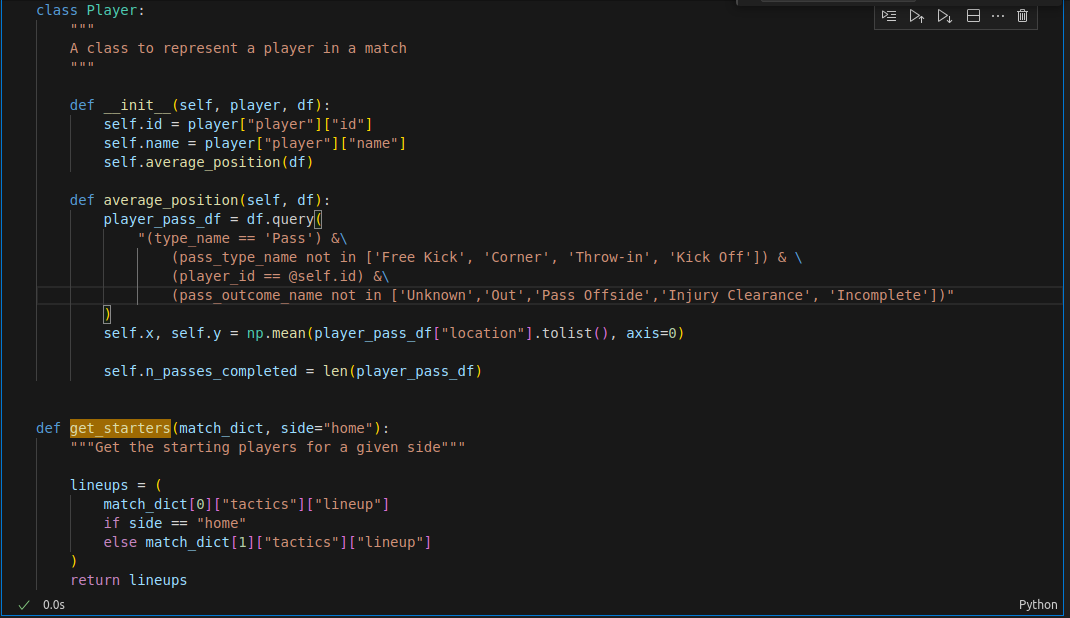 class Player:
    """
    A class to represent a player in a match
    """
    def __init__(self, player, df):
        self.id = player["player"]["id"]
        self.name = player["player"]["name"]
        self.average_position(df)
    def average_position(self, df):
        player_pass_df = df.query(
            "(type_name == 'Pass') &\
                (pass_type_name not in ['Free Kick', 'Corner', 'Throw-in', 'Kick Off']) & \
                (player_id == @self.id) &\
                (pass_outcome_name not in ['Unknown','Out','Pass Offside','Injury Clearance', 'Incomplete'])"
        )
        self.x, self.y = np.mean(player_pass_df["location"].tolist(), axis=0)
        self.n_passes_completed = len(player_pass_df)
def get_starters(match_dict, side="home"):
    """Get the starting players for a given side"""
    lineups = (
        match_dict[0]["tactics"]["lineup"]
        if side == "home"
        else match_dict[1]["tactics"]["lineup"]
    )
    return lineups
0.0s
Python